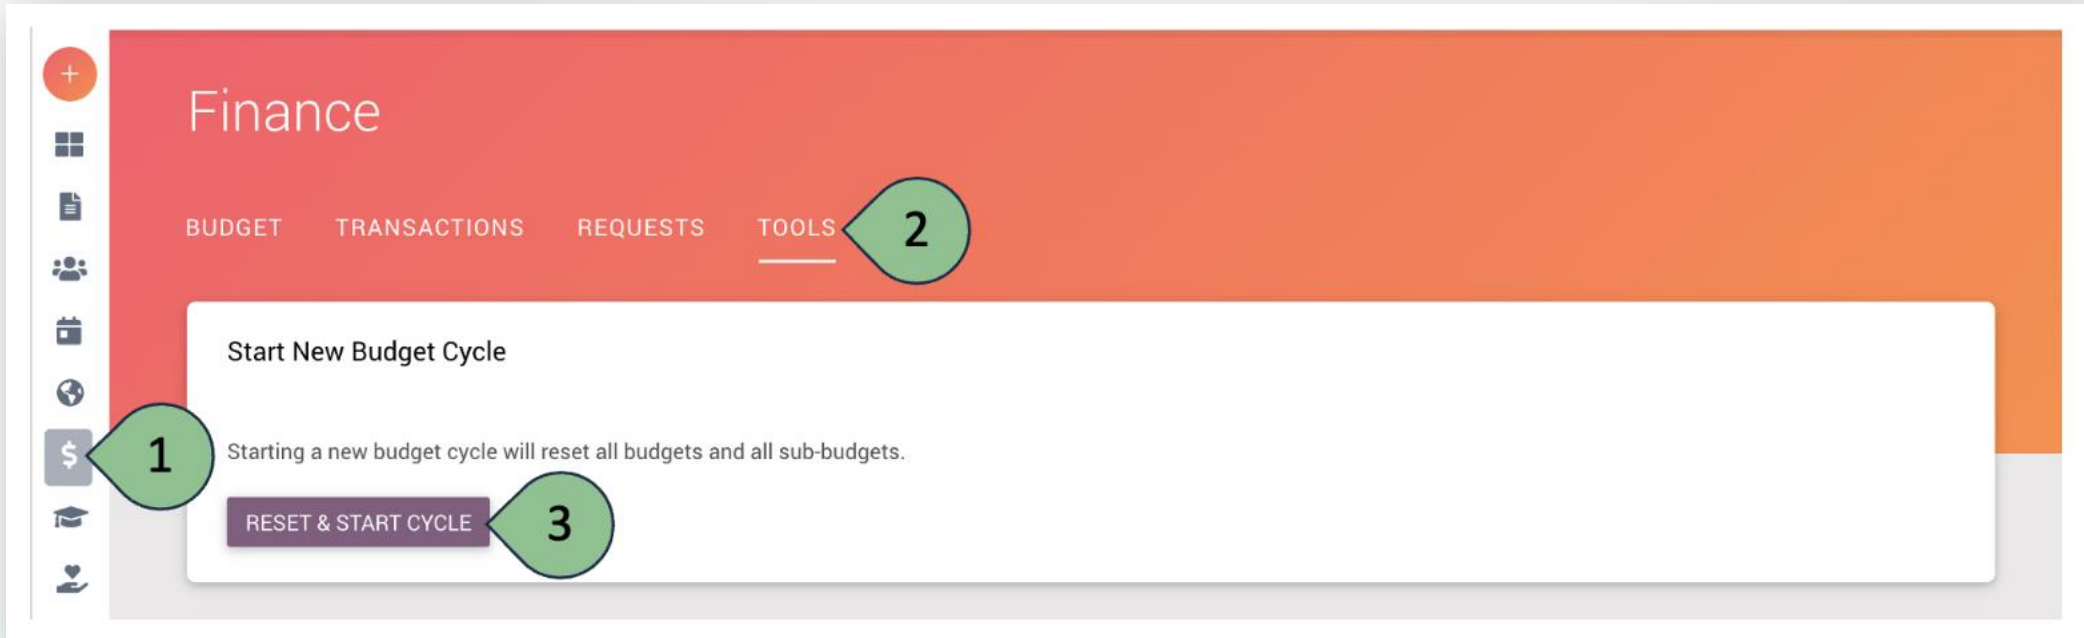 Finance
BUDGET TRANSACTIONS REQUESTS TOOLS 2
Start New Budget Cycle
1
Starting a new budget cycle will reset all budgets and all sub-budgets.
RESET & START CYCLE 3